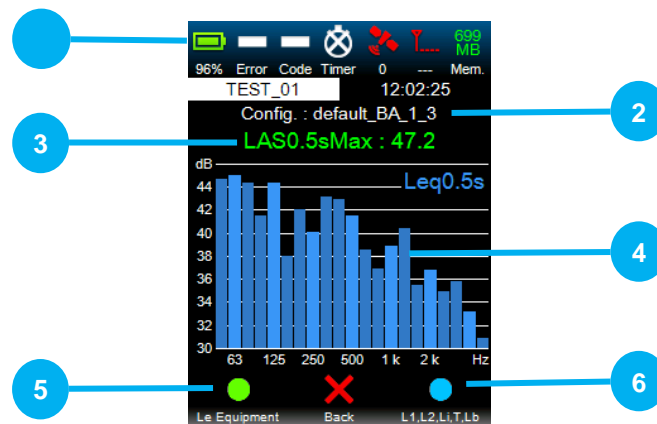 699
MB
96% Error Code Timer 0 --- Mem.
TEST_01 12:02:25
Config. : default_BA_1_3
2
3
LAS0.5sMax : 47.2
dB
Leq0.5s
44
42
40
38
4
36
34
32
30
63 125 250 500 1 k 2 k Hz
5
6
Le Equipment Back L1,L2,Li,T,Lb